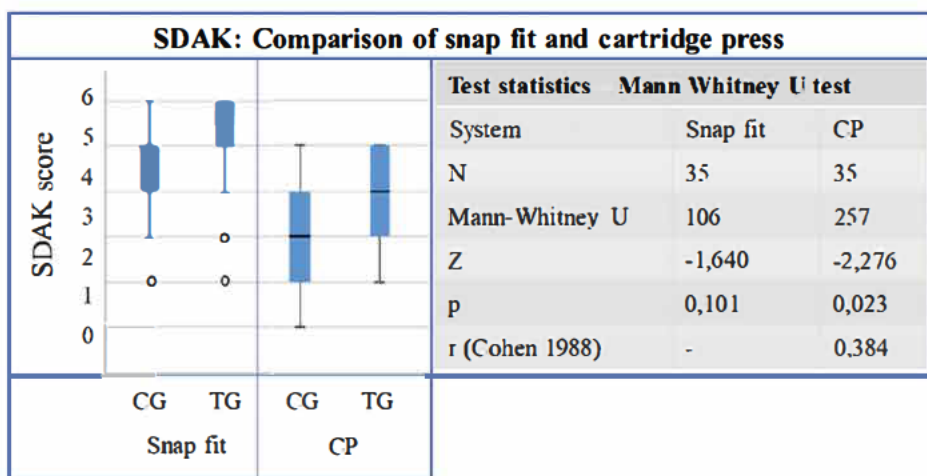 SDAK: Comparison of snap fit and cartridge press
SDAK score
6
5
4
3
2
1
0
CG TG CG TG
Snap fit CP
Test statistics Mann Whitney U test
System Snap fit CP
N 35 35
Mann-Whitney U 106 257
Z -1,640 -2,276
p 0,101 0,023
r (Cohen 1988) - 0,384